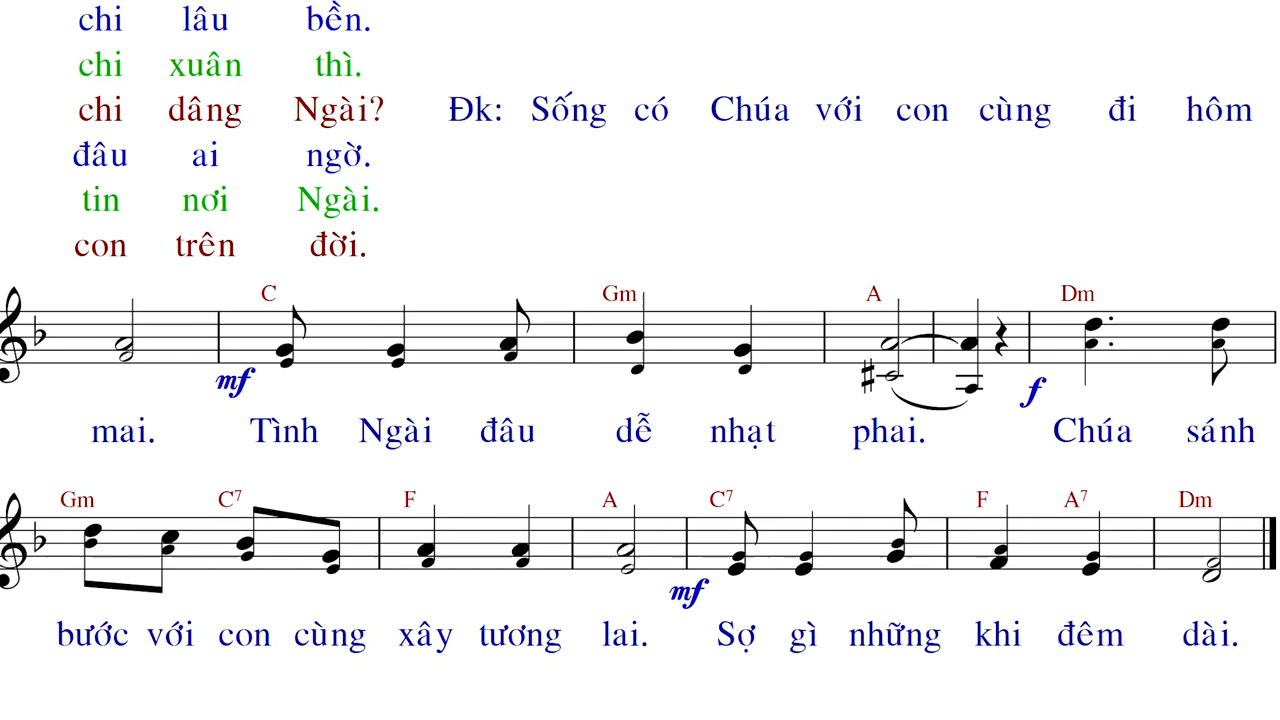 chi lâu bền.
chi xuân thì.
chi dâng Ngài? Đk: Sống có Chúa với con cùng đi hôm
đâu ai ngờ.
tin nơi Ngài.
con trên đời.
C Gm A Dm
mf f
mai. Tình Ngài đâu dễ nhạt phai. Chúa sánh
Gm C7 F A C7 F A7 Dm
mf
bước với con cùng xây tương lai. Sợ gì những khi đêm dài.